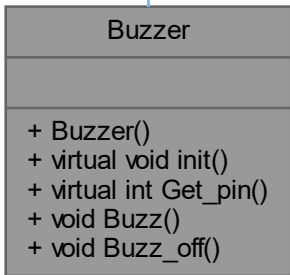 Buzzer
+ Buzzer()
+ virtual void init()
+ virtual int Get_pin()
+ void Buzz()
+ void Buzz_off()